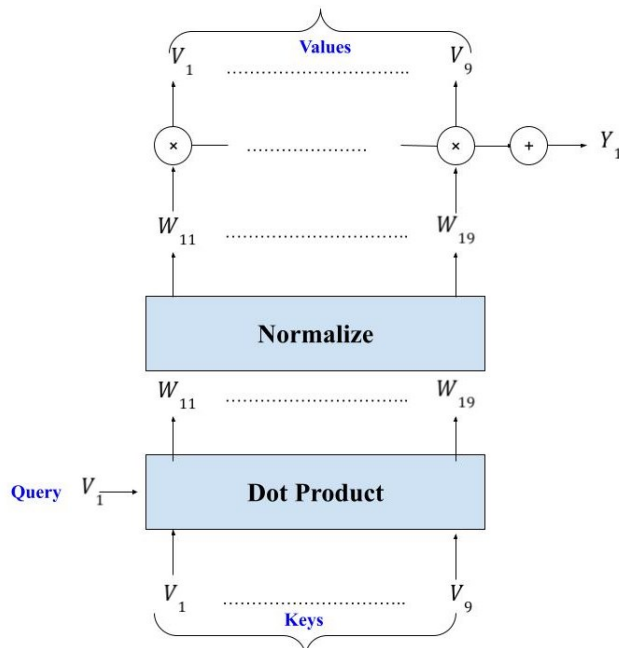 Values
V1 ........................................ V9
× .......................... × + Y1
W11 ........................................ W19
Normalize
W11 ........................................ W19
Dot Product
Query V1
V1 ........................................ V9
Keys